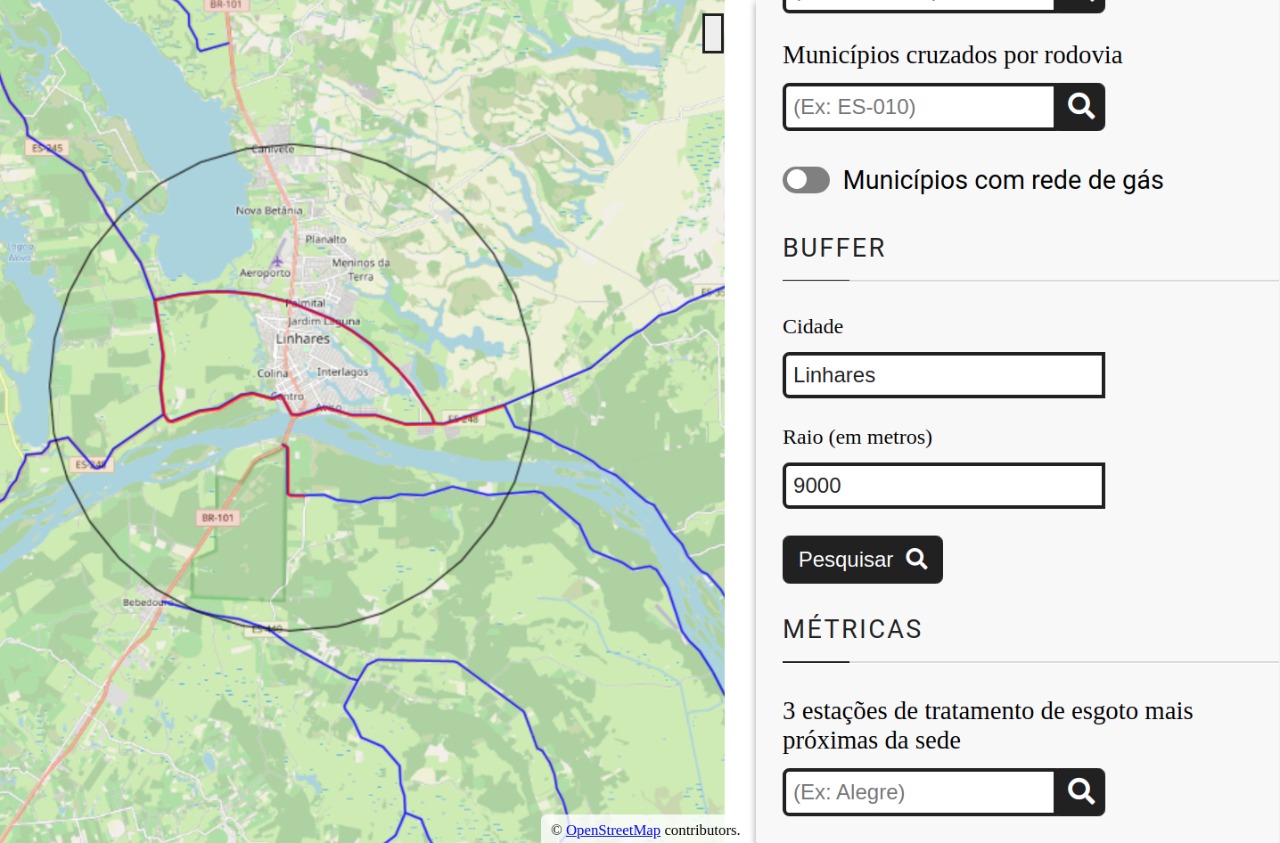 BR-101
ES-245
Canivete
Nova Betânia
Lagoa
Nova
Planalto
Aeroporto
Meninos da
Terra
Palmital
Jardim Laguna
Linhares
Colina
Interlagos
Centro
Aviso
ES-248
ES-248
BR-101
Bebedouro
ES-440
© OpenStreetMap contributors.
Municípios cruzados por rodovia
(Ex: ES-010)
Municípios com rede de gás
BUFFER
Cidade
Linhares
Raio (em metros)
9000
Pesquisar
MÉTRICAS
3 estações de tratamento de esgoto mais
próximas da sede
(Ex: Alegre)